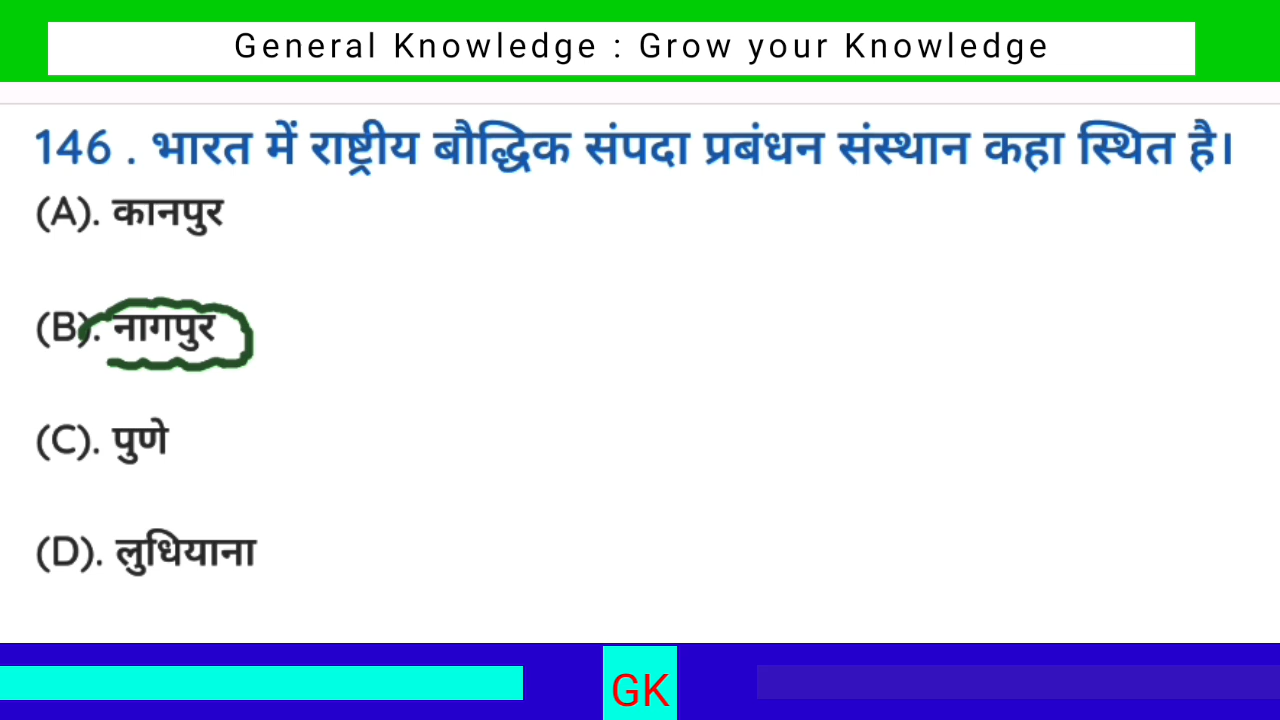 General Knowledge : Grow your Knowledge
146 . भारत में राष्ट्रीय बौद्धिक संपदा प्रबंधन संस्थान कहा स्थित है।
(A). कानपुर
(B). नागपुर
(C). पुणे
(D). लुधियाना
GK